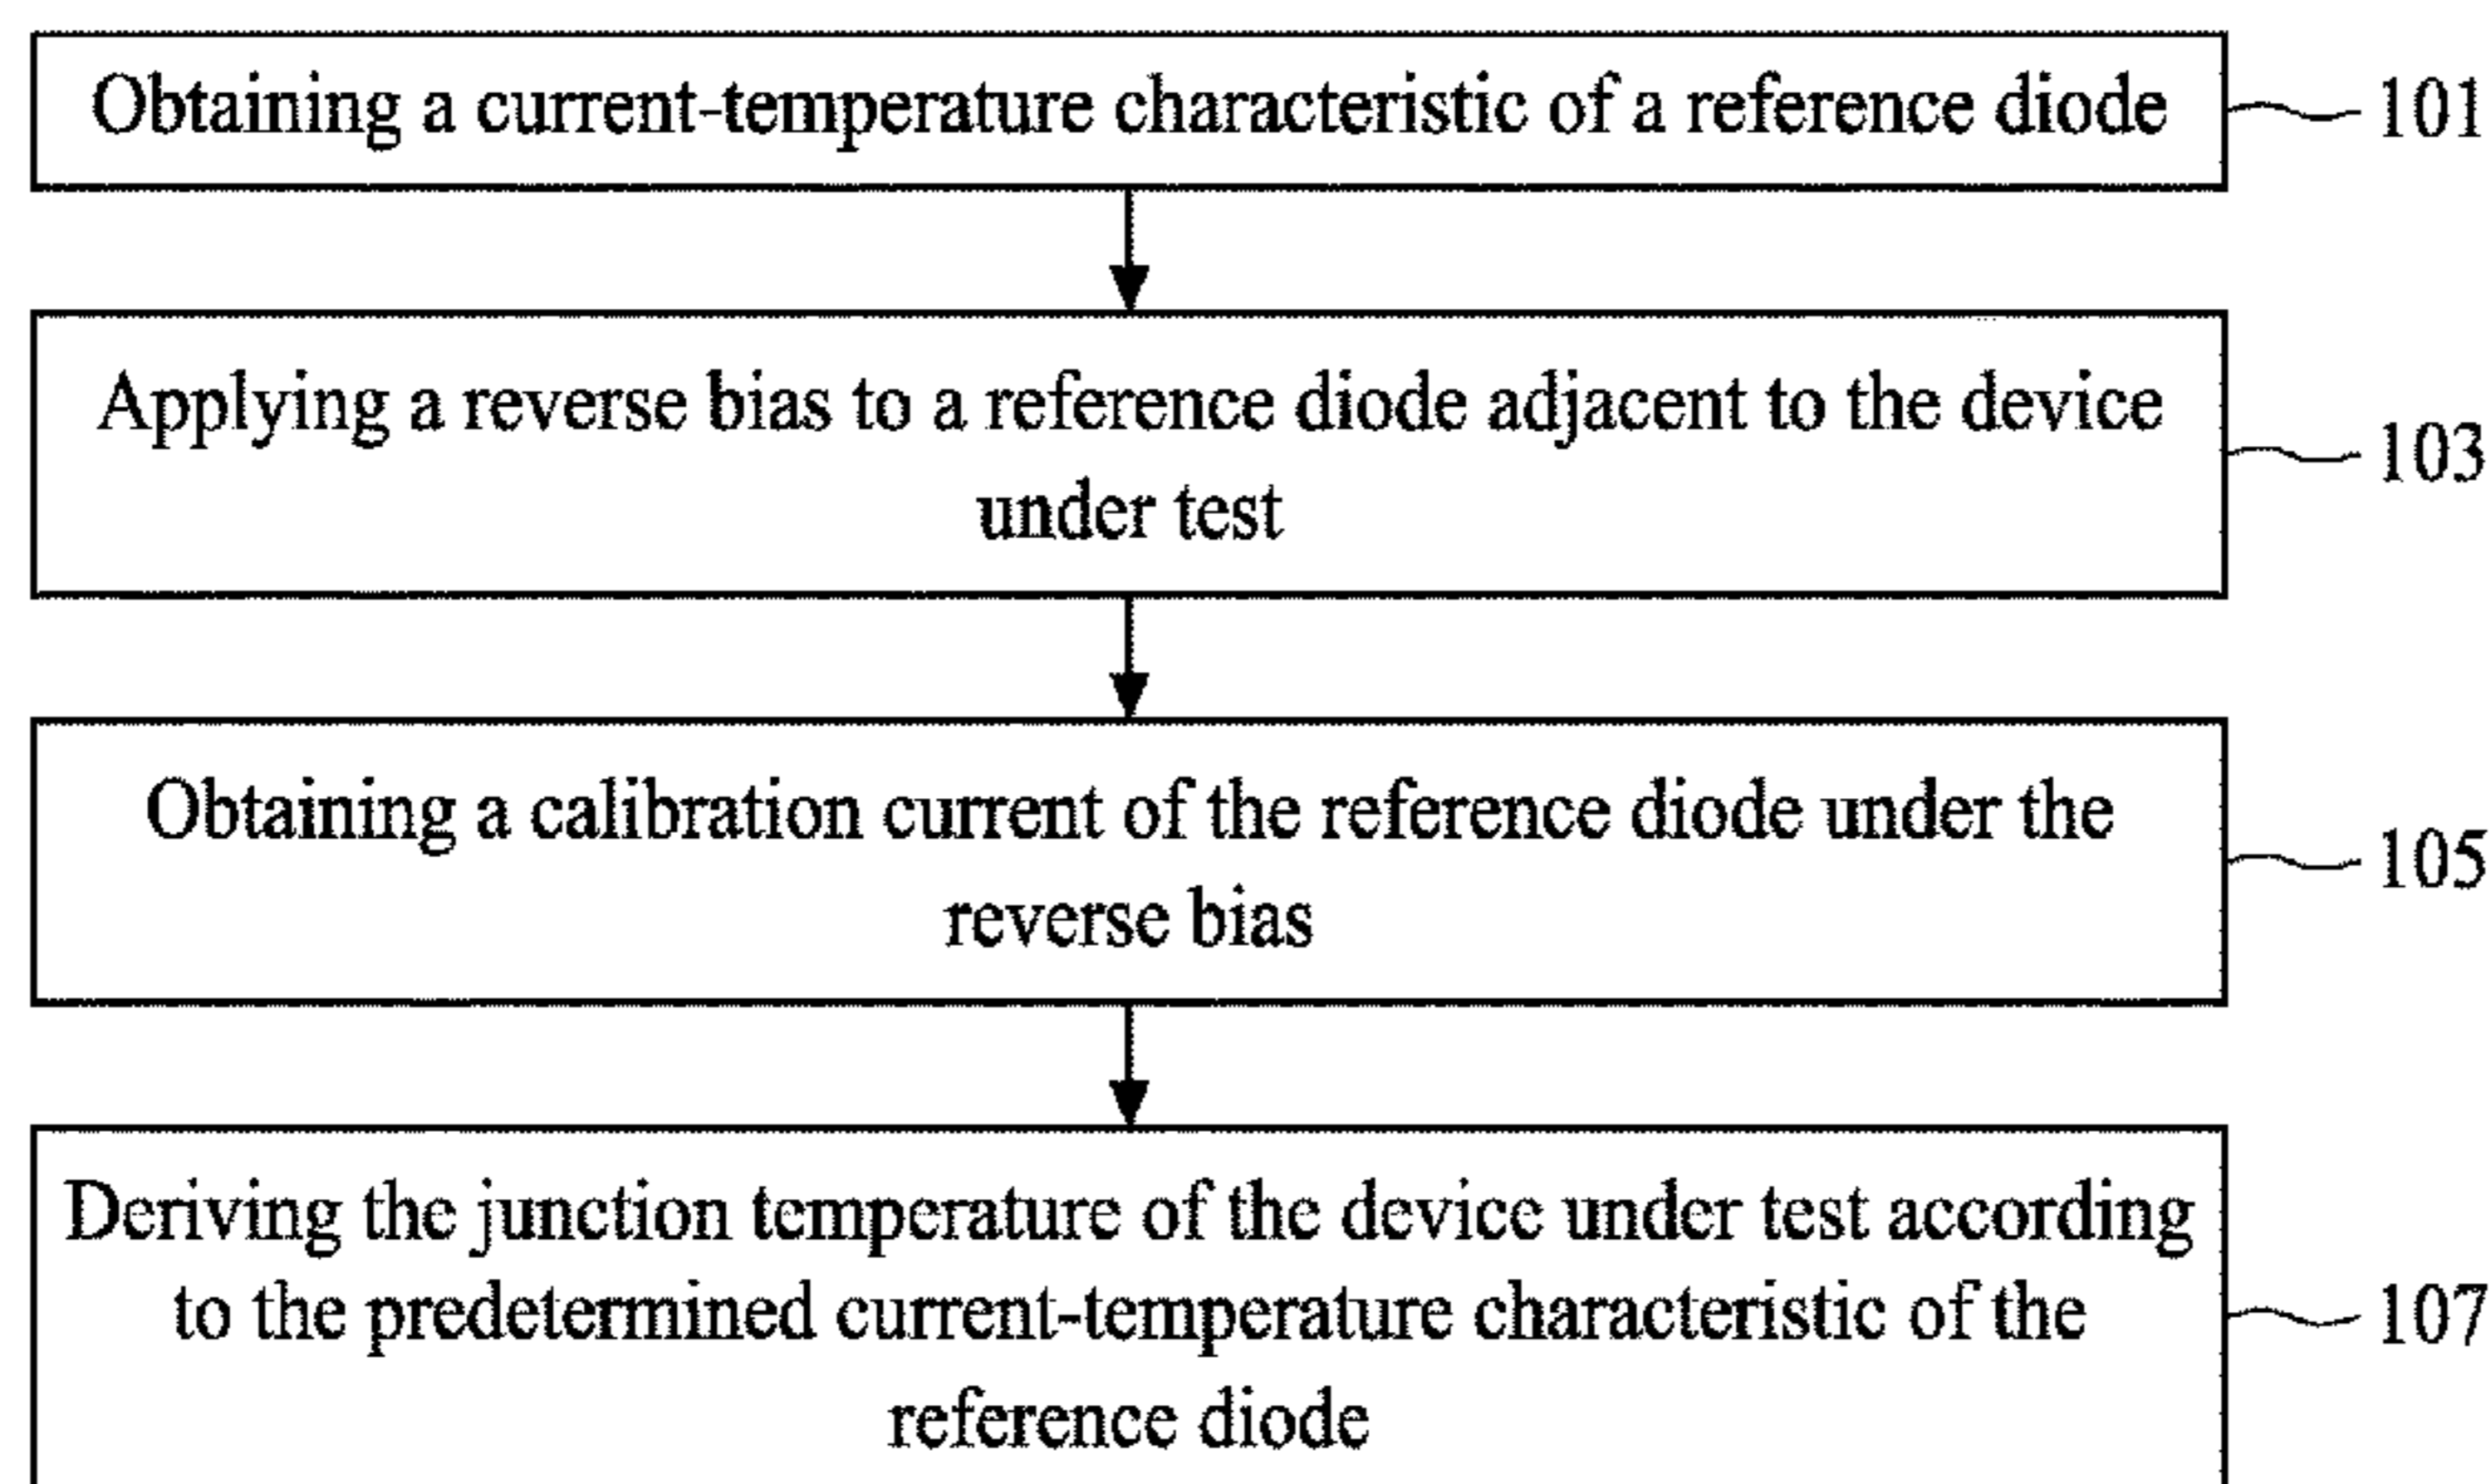 Obtaining a current-temperature characteristic of a reference diode
101
Applying a reverse bias to a reference diode adjacent to the device
under test
103
Obtaining a calibration current of the reference diode under the
reverse bias
105
Deriving the junction temperature of the device under test according
to the predetermined current-temperature characteristic of the
reference diode
107